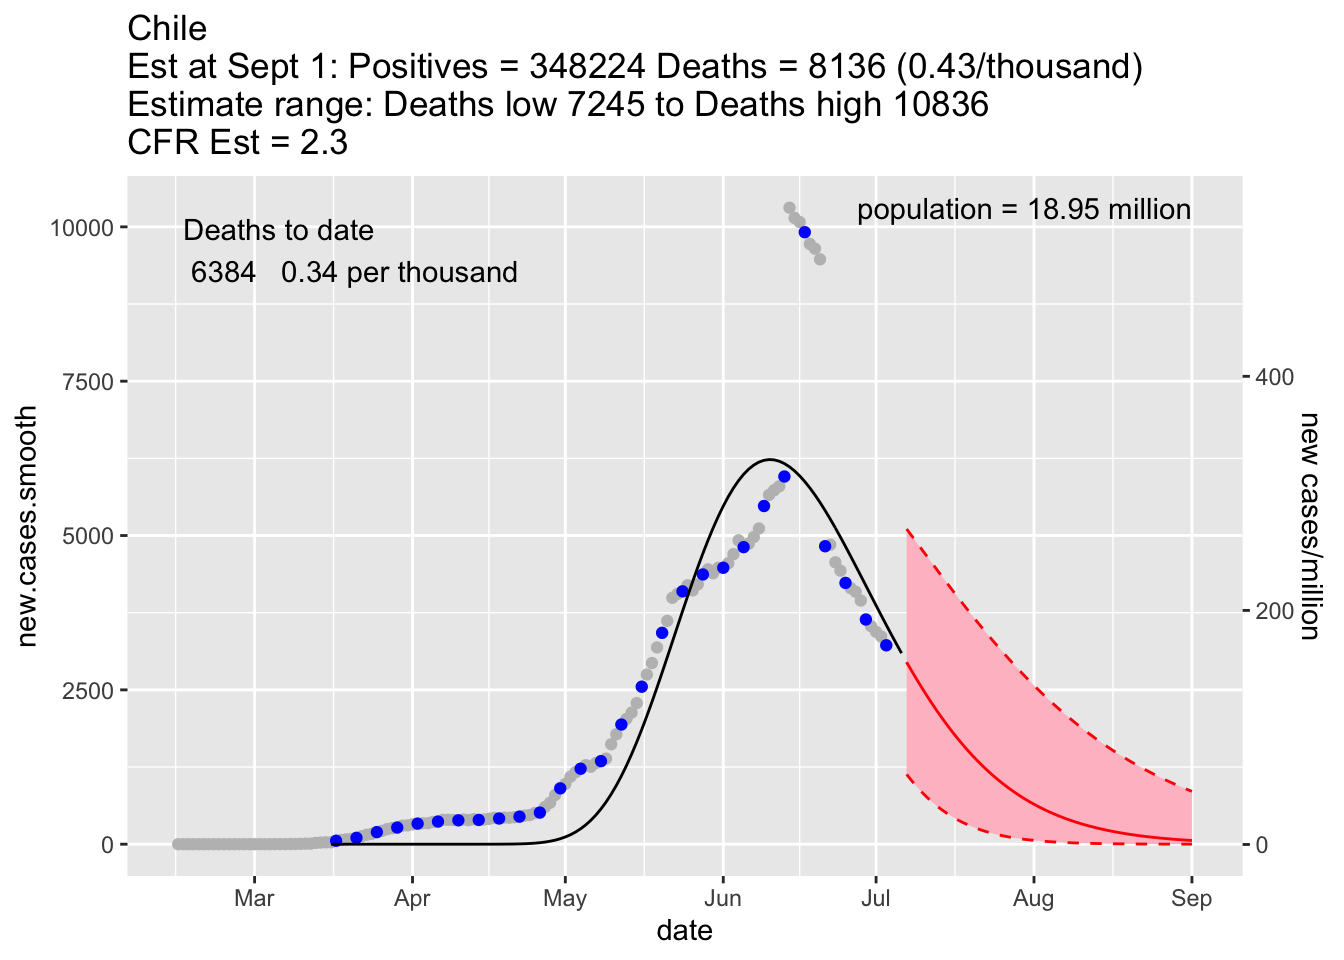 Chile
Est at Sept 1: Positives = 348224 Deaths = 8136 (0.43/thousand)
Estimate range: Deaths low 7245 to Deaths high 10836
CFR Est = 2.3
population = 18.95 million
Deaths to date
6384 0.34 per thousand
10000
7500
5000
2500
0
new.cases.smooth
400
200
0
new cases/million
Mar Apr May Jun Jul Aug Sep
date